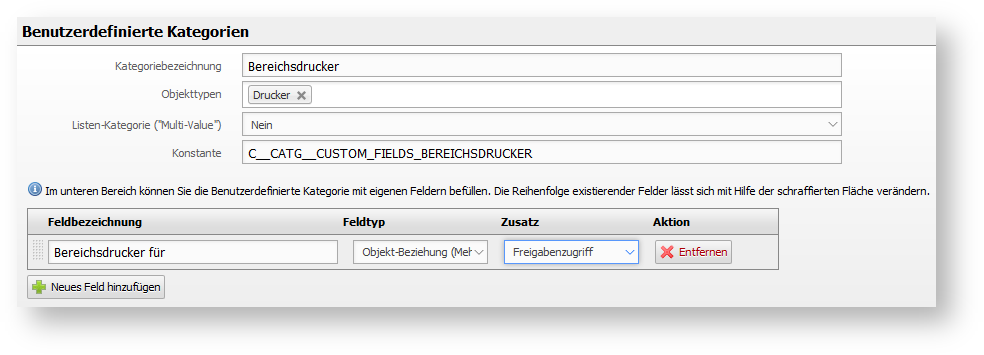 Benutzerdefinierte Kategorien
Kategoriebezeichnung Bereichsdrucker
Objekttypen Drucker
Listen-Kategorie ("Multi-Value") Nein
Konstante C__CATG__CUSTOM_FIELDS_BEREICHSDRUCKER
Im unteren Bereich können Sie die Benutzerdefinierte Kategorie mit eigenen Feldern befüllen. Die Reihenfolge existierender Felder lässt sich mit Hilfe der schraffierten Fläche verändern.
Feldbezeichnung Feldtyp Zusatz Aktion
Bereichsdrucker für Objekt-Beziehung (Meh Freigabenzugriff Entfernen
Neues Feld hinzufügen